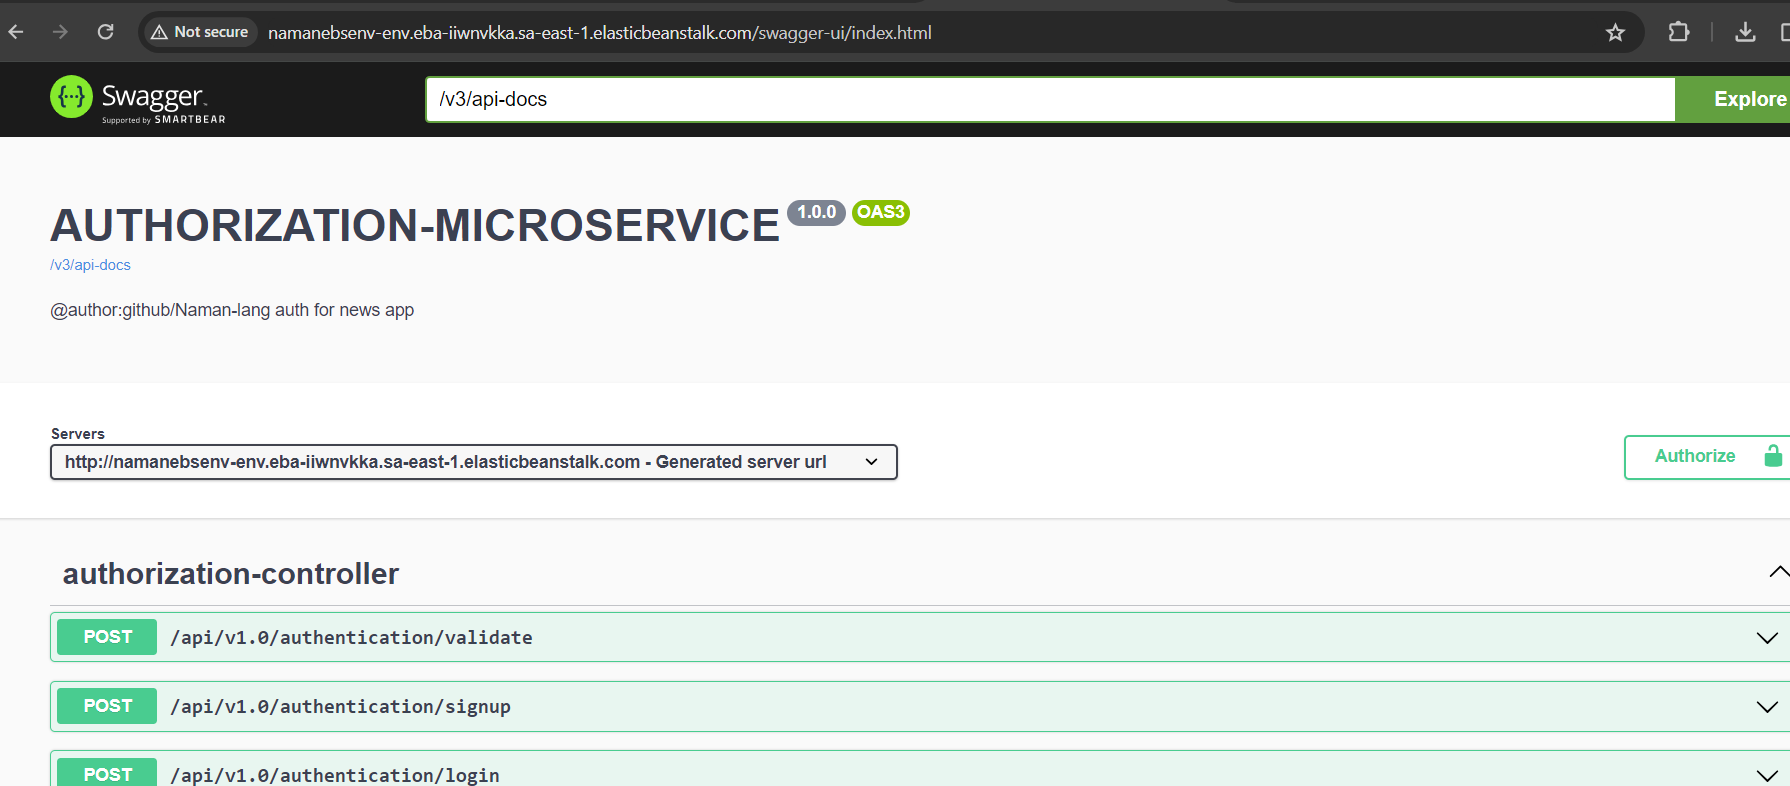 Not secure namanebsenv-env.eba-iiwnvkka.sa-east-1.elasticbeanstalk.com/swagger-ui/index.html
Swagger
Supported by SMARTBEAR
/v3/api-docs
Explore
AUTHORIZATION-MICROSERVICE 1.0.0 OAS3
/v3/api-docs
@author:github/Naman-lang auth for news app
Servers
http://namanebsenv-env.eba-iiwnvkka.sa-east-1.elasticbeanstalk.com - Generated server url
Authorize
authorization-controller
POST /api/v1.0/authentication/validate
POST /api/v1.0/authentication/signup
POST /api/v1.0/authentication/login